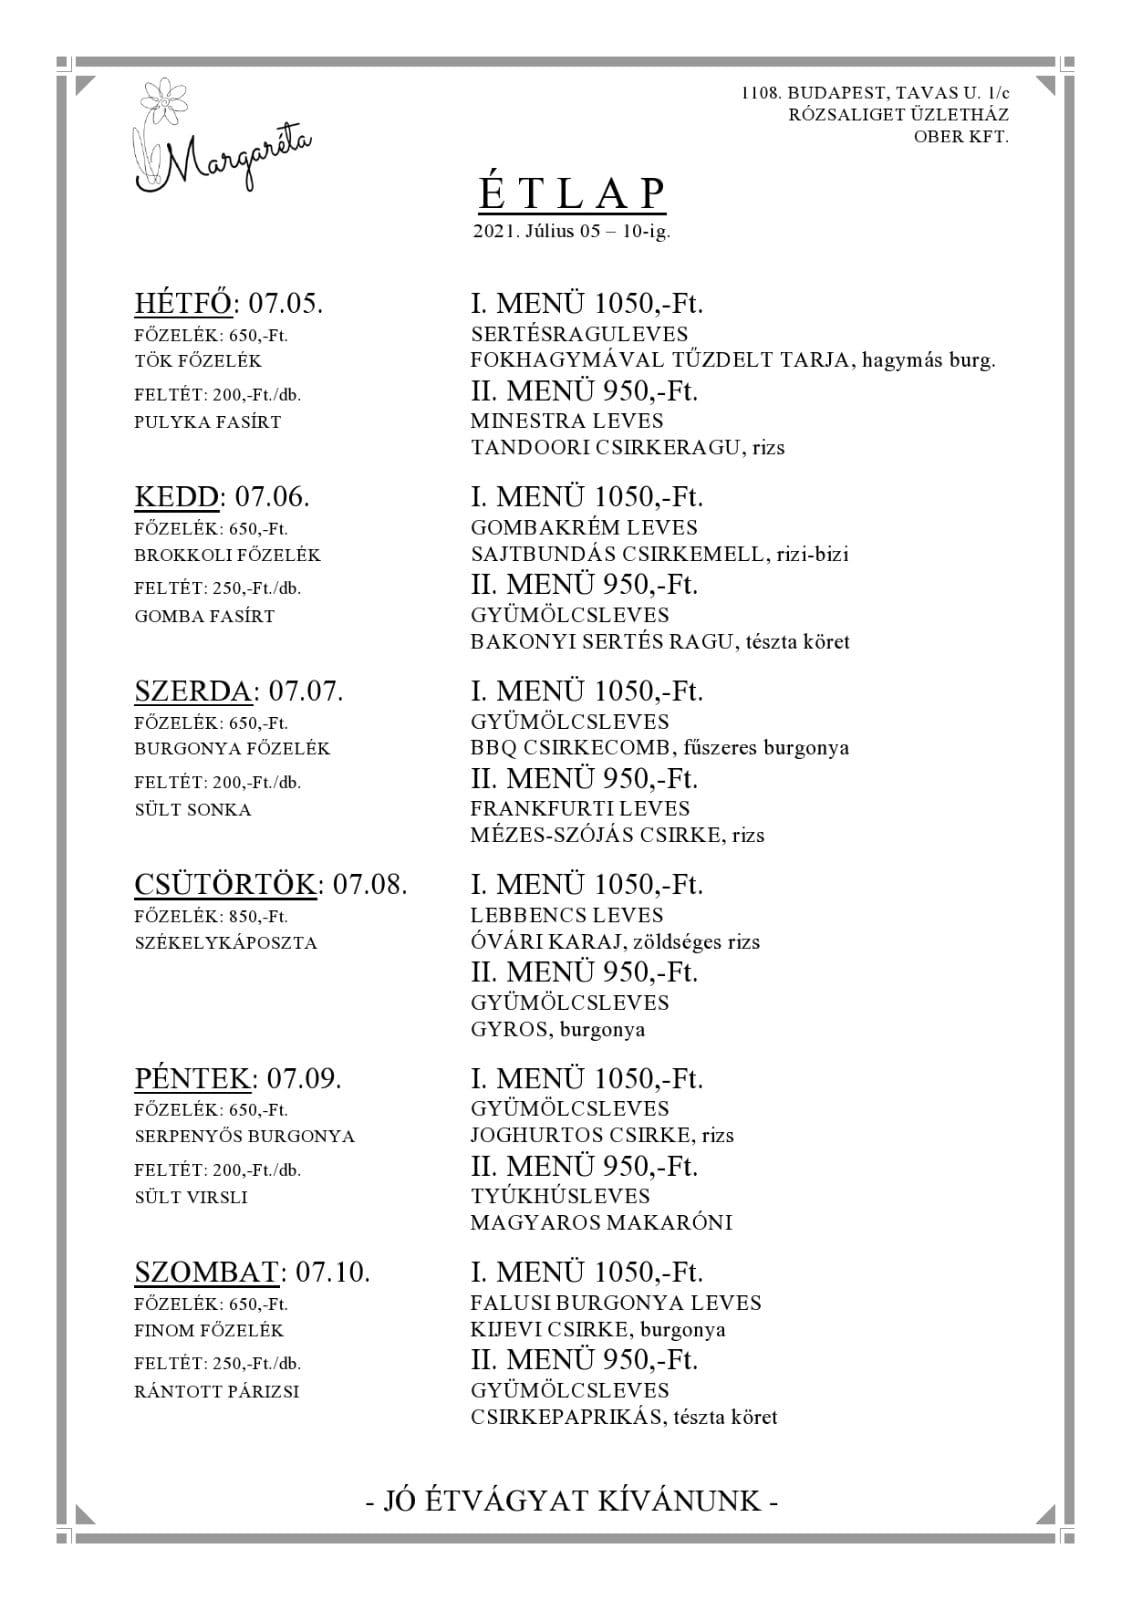 Margaréta
1108. BUDAPEST, TAVAS U. 1/c
RÓZSALIGET ÜZLETHÁZ
OBER KFT.
ÉTLAP
2021. Július 05 – 10-ig.
HÉTFŐ: 07.05.
FŐZELÉK: 650,-Ft.
TÖK FŐZELÉK
FELTÉT: 200,-Ft./db.
PULYKA FASÍRT
I. MENÜ 1050,-Ft.
SERTÉSRAGULEVES
FOKHAGYMÁVAL TŰZDELT TARJA, hagymás burg.
II. MENÜ 950,-Ft.
MINESTRA LEVES
TANDOORI CSIRKERAGU, rizs
KEDD: 07.06.
FŐZELÉK: 650,-Ft.
BROKKOLI FŐZELÉK
FELTÉT: 250,-Ft./db.
GOMBA FASÍRT
I. MENÜ 1050,-Ft.
GOMBAKRÉM LEVES
SAJTBUNDÁS CSIRKEMELL, rizi-bizi
II. MENÜ 950,-Ft.
GYÜMÖLCSLEVES
BAKONYI SERTÉS RAGU, tészta köret
SZERDA: 07.07.
FŐZELÉK: 650,-Ft.
BURGONYA FŐZELÉK
FELTÉT: 200,-Ft./db.
SÜLT SONKA
I. MENÜ 1050,-Ft.
GYÜMÖLCSLEVES
BBQ CSIRKECOMB, fűszeres burgonya
II. MENÜ 950,-Ft.
FRANKFURTI LEVES
MÉZES-SZÓJÁS CSIRKE, rizs
CSÜTÖRTÖK: 07.08.
FŐZELÉK: 850,-Ft.
SZÉKELYKÁPOSZTA
I. MENÜ 1050,-Ft.
LEBBENCS LEVES
ÓVÁRI KARAJ, zöldséges rizs
II. MENÜ 950,-Ft.
GYÜMÖLCSLEVES
GYROS, burgonya
PÉNTEK: 07.09.
FŐZELÉK: 650,-Ft.
SERPENYŐS BURGONYA
FELTÉT: 200,-Ft./db.
SÜLT VIRSLI
I. MENÜ 1050,-Ft.
GYÜMÖLCSLEVES
JOGHURTOS CSIRKE, rizs
II. MENÜ 950,-Ft.
TYÚKHÚSLEVES
MAGYAROS MAKARÓNI
SZOMBAT: 07.10.
FŐZELÉK: 650,-Ft.
FINOM FŐZELÉK
FELTÉT: 250,-Ft./db.
RÁNTOTT PÁRIZSI
I. MENÜ 1050,-Ft.
FALUSI BURGONYA LEVES
KIJEVI CSIRKE, burgonya
II. MENÜ 950,-Ft.
GYÜMÖLCSLEVES
CSIRKEPAPRIKÁS, tészta köret
- JÓ ÉTVÁGYAT KÍVÁNUNK -